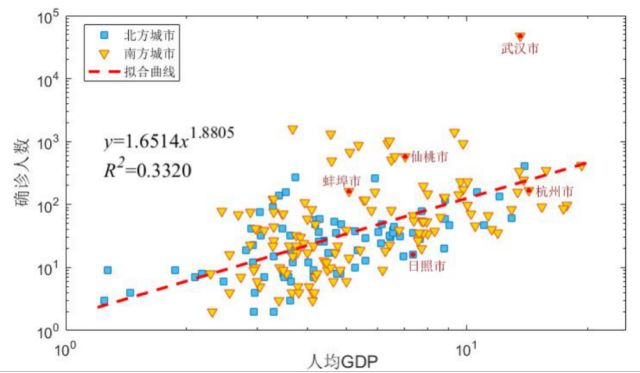 10^5
10^4
10^3
10^2
10^1
10^0
确诊人数
北方城市
南方城市
拟合曲线
y=1.6514x^1.8805
R^2=0.3320
武汉市
仙桃市
蚌埠市
杭州市
日照市
10^0
10^1
人均GDP